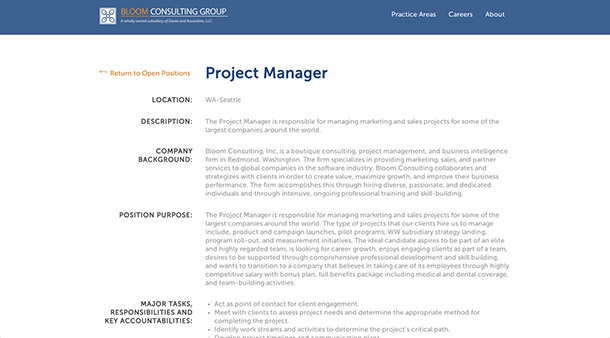 BLOOM CONSULTING GROUP
A wholly owned subsidiary of Dawes and Associates, LLC.
Practice Areas Careers About
Return to Open Positions
Project Manager
LOCATION: WA-Seattle
DESCRIPTION: The Project Manager is responsible for managing marketing and sales projects for some of the
largest companies around the world.
COMPANY BACKGROUND: Bloom Consulting, Inc. is a boutique consulting, project management, and business intelligence
firm in Redmond, Washington. The firm specializes in providing marketing, sales, and partner
services to global companies in the software industry. Bloom Consulting collaborates and
strategizes with clients in order to create value, maximize growth, and improve their business
performance. The firm accomplishes this through hiring diverse, passionate, and dedicated
individuals and through intensive, ongoing professional training and skill-building.
POSITION PURPOSE: The Project Manager is responsible for managing marketing and sales projects for some of the
largest companies around the world. The type of projects that our clients hire us to manage
include, product and campaign launches, pilot programs, WW subsidiary strategy landing,
program roll-out, and measurement initiatives. The ideal candidate aspires to be part of an elite
and highly regarded team, is looking for career growth, enjoys engaging clients as part of a team,
desires to be supported through comprehensive professional development and skill building,
and wants to transition to a company that believes in taking care of its employees through highly
competitive salary with bonus plan, full benefits package including medical and dental coverage,
and team-building activities.
MAJOR TASKS,
RESPONSIBILITIES AND
KEY ACCOUNTABILITIES:
• Act as point of contact for client engagement.
• Meet with clients to assess project needs and determine the appropriate method for
completing the project.
• Identify work streams and activities to determine the project's critical path.
• Develop project timelines and communication plans.